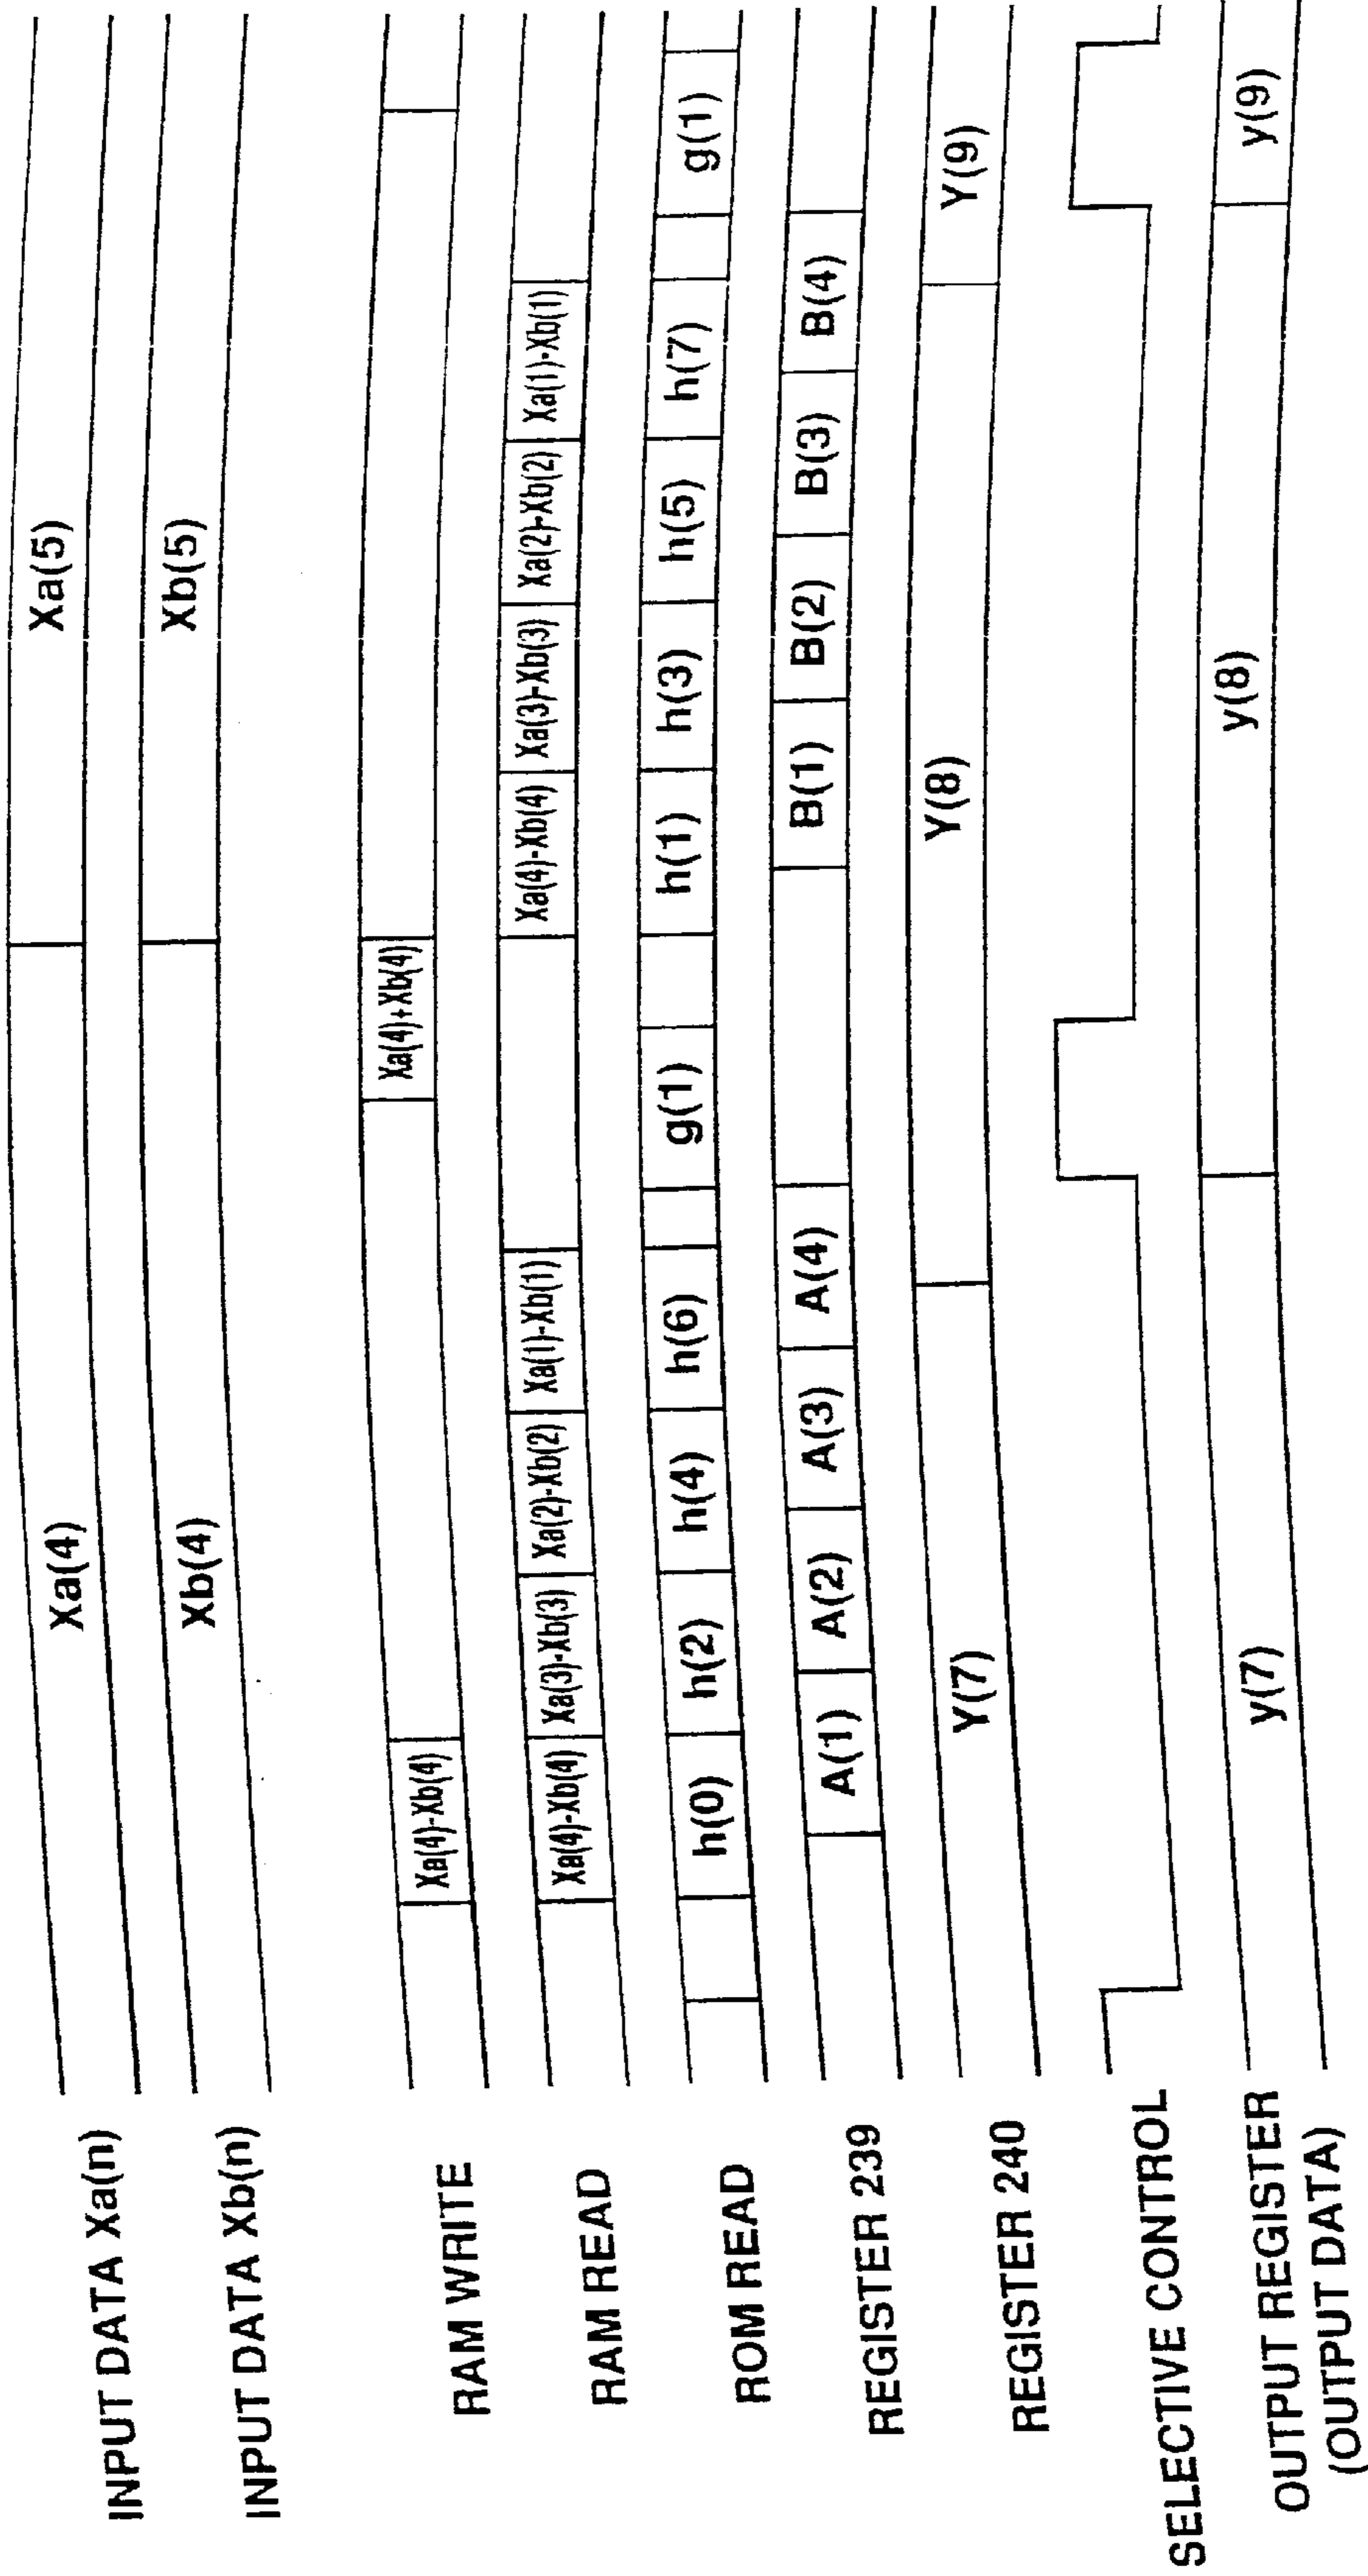 INPUT DATA Xa(n) Xa(4) Xa(5)
INPUT DATA Xb(n) Xb(4) Xb(5)
RAM WRITE Xa(4)-Xb(4) Xa(4)+Xb(4)
RAM READ Xa(4)-Xb(4) Xa(3)-Xb(3) Xa(2)-Xb(2) Xa(1)-Xb(1) Xa(4)-Xb(4) Xa(3)-Xb(3) Xa(2)-Xb(2) Xa(1)-Xb(1)
ROM READ h(0) h(2) h(4) h(6) g(1) h(1) h(3) h(5) h(7) g(1)
REGISTER 239 A(1) A(2) A(3) A(4) B(1) B(2) B(3) B(4)
REGISTER 240 Y(7) Y(8) Y(9)
SELECTIVE CONTROL
OUTPUT REGISTER y(7) y(8) y(9)
(OUTPUT DATA)